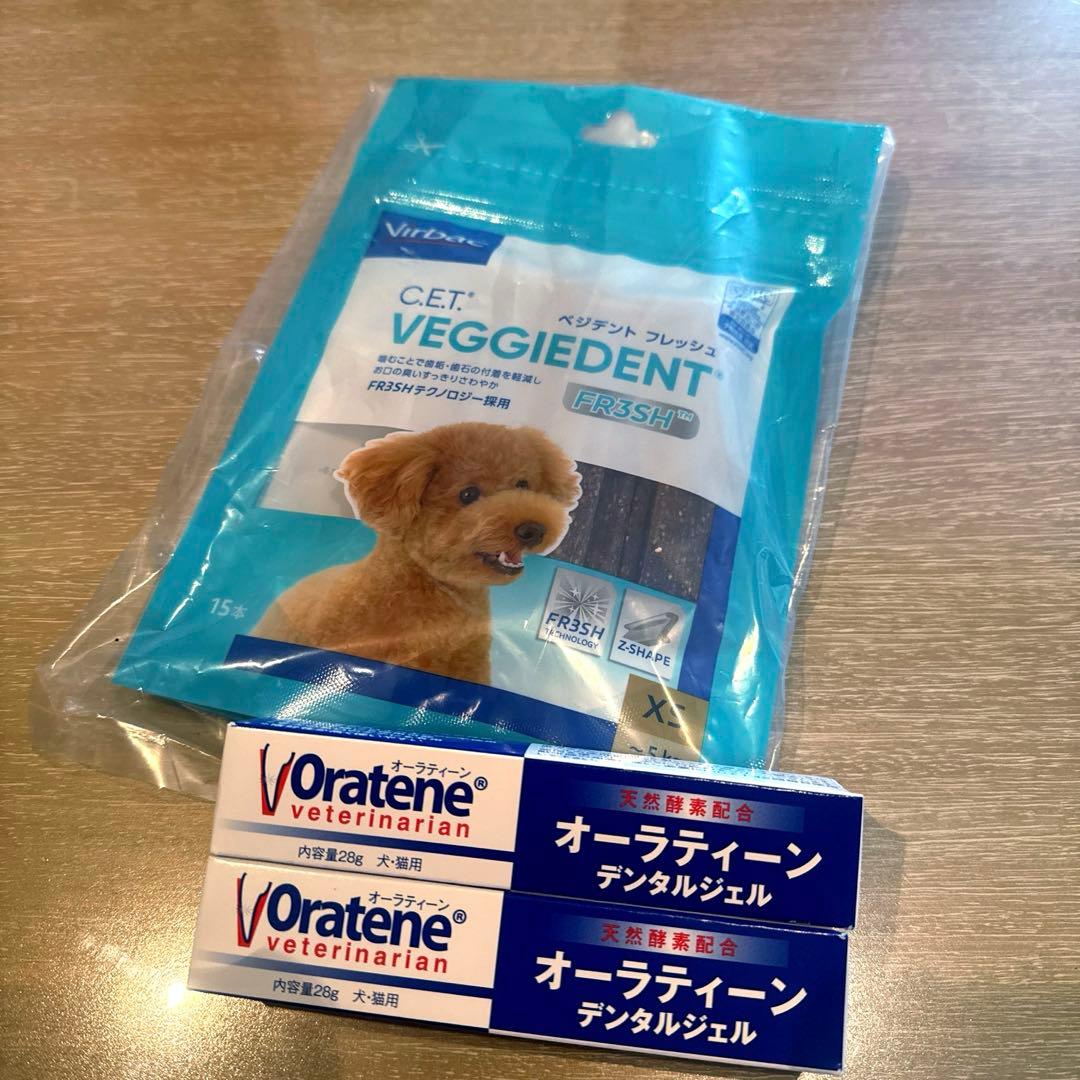 Virbac
C.E.T.®
ベジデント フレッシュ
VEGGIEDENT®
噛むことで歯垢・歯石の付着を軽減し
お口の臭いすっきりさわやか
FR3SHテクノロジー採用
FR3SH™
15本
FR3SH
TECHNOLOGY
Z-SHAPE
XS
オーラティーン
Oratene®
veterinarian
内容量28g 犬・猫用
天然酵素配合
オーラティーン
デンタルジェル
オーラティーン
Oratene®
veterinarian
内容量28g 犬・猫用
天然酵素配合
オーラティーン
デンタルジェル